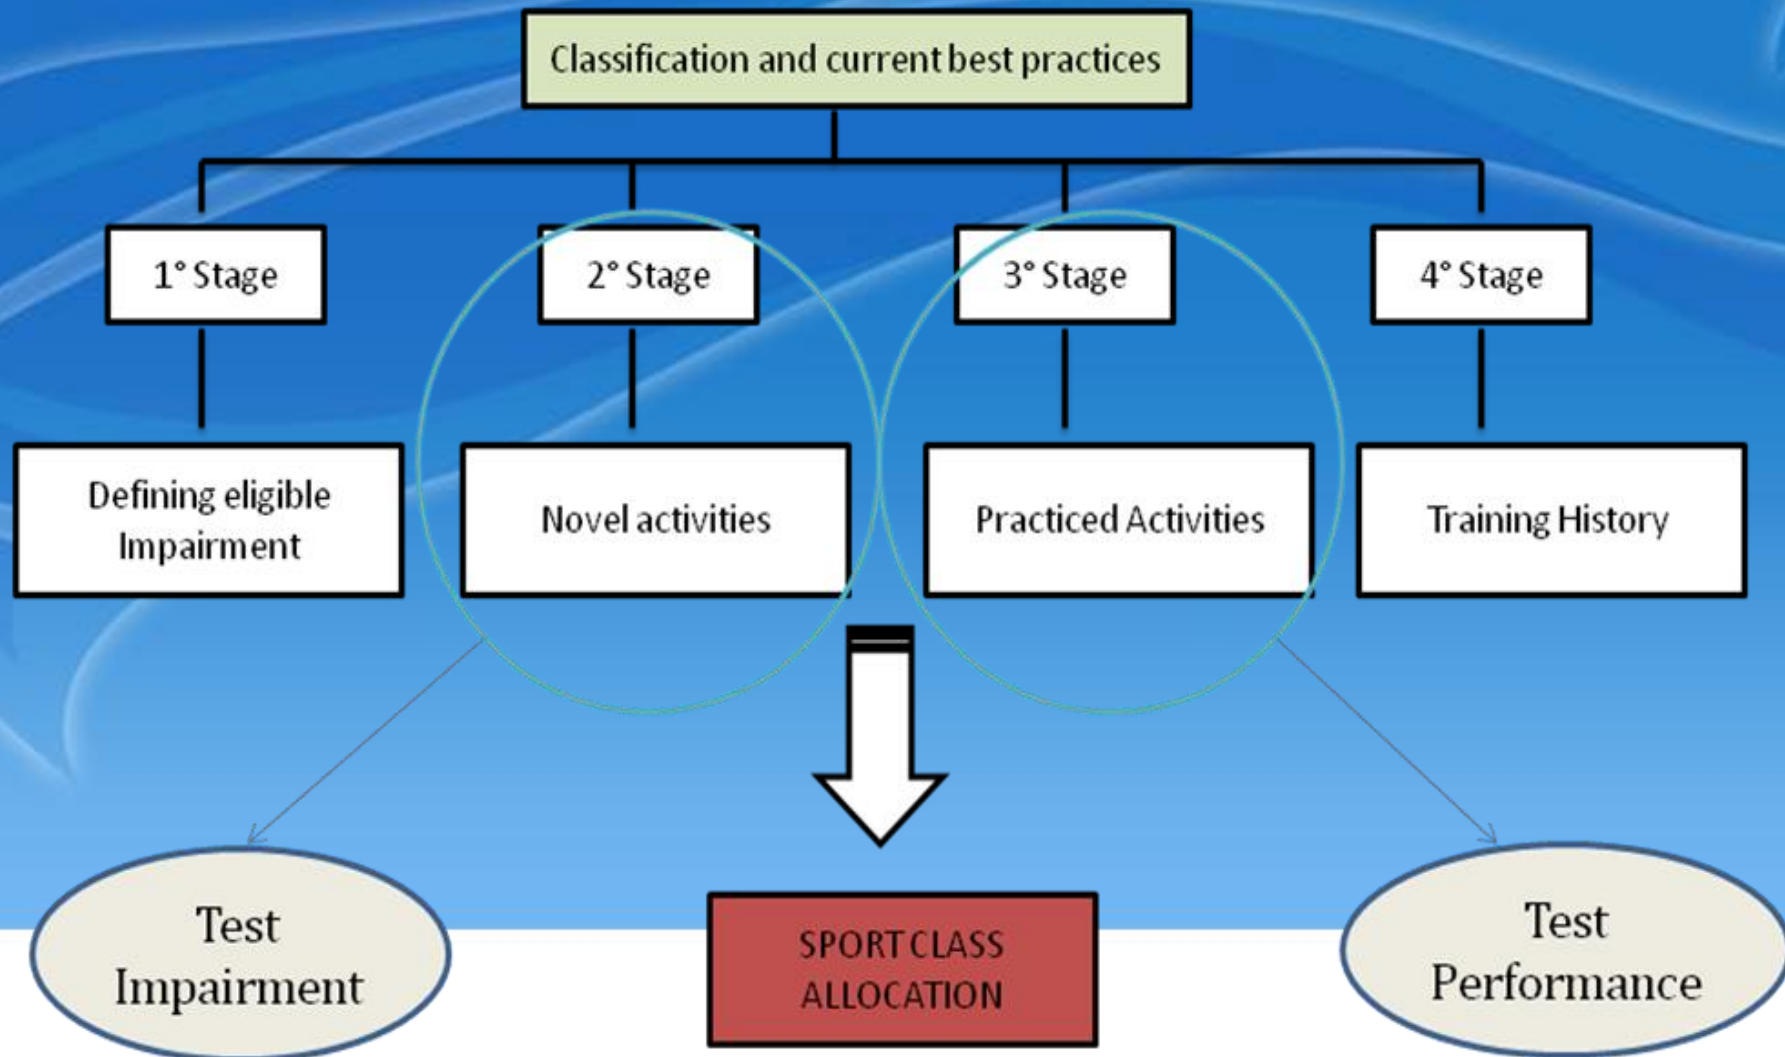 Classification and current best practices
1° Stage
2° Stage
3° Stage
4° Stage
Defining eligible
Impairment
Novel activities
Practiced Activities
Training History
Test
Impairment
SPORT CLASS
ALLOCATION
Test
Performance